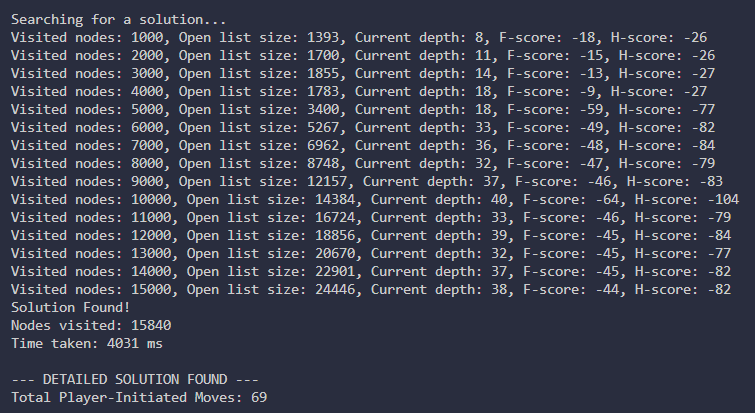 Searching for a solution...
Visited nodes: 1000, Open list size: 1393, Current depth: 8, F-score: -18, H-score: -26
Visited nodes: 2000, Open list size: 1700, Current depth: 11, F-score: -15, H-score: -26
Visited nodes: 3000, Open list size: 1855, Current depth: 14, F-score: -13, H-score: -27
Visited nodes: 4000, Open list size: 1783, Current depth: 18, F-score: -9, H-score: -27
Visited nodes: 5000, Open list size: 3400, Current depth: 18, F-score: -59, H-score: -77
Visited nodes: 6000, Open list size: 5267, Current depth: 33, F-score: -49, H-score: -82
Visited nodes: 7000, Open list size: 6962, Current depth: 36, F-score: -48, H-score: -84
Visited nodes: 8000, Open list size: 8748, Current depth: 32, F-score: -47, H-score: -79
Visited nodes: 9000, Open list size: 12157, Current depth: 37, F-score: -46, H-score: -83
Visited nodes: 10000, Open list size: 14384, Current depth: 40, F-score: -64, H-score: -104
Visited nodes: 11000, Open list size: 16724, Current depth: 33, F-score: -46, H-score: -79
Visited nodes: 12000, Open list size: 18856, Current depth: 39, F-score: -45, H-score: -84
Visited nodes: 13000, Open list size: 20670, Current depth: 32, F-score: -45, H-score: -77
Visited nodes: 14000, Open list size: 22901, Current depth: 37, F-score: -45, H-score: -82
Visited nodes: 15000, Open list size: 24446, Current depth: 38, F-score: -44, H-score: -82
Solution Found!
Nodes visited: 15840
Time taken: 4031 ms
--- DETAILED SOLUTION FOUND ---
Total Player-Initiated Moves: 69